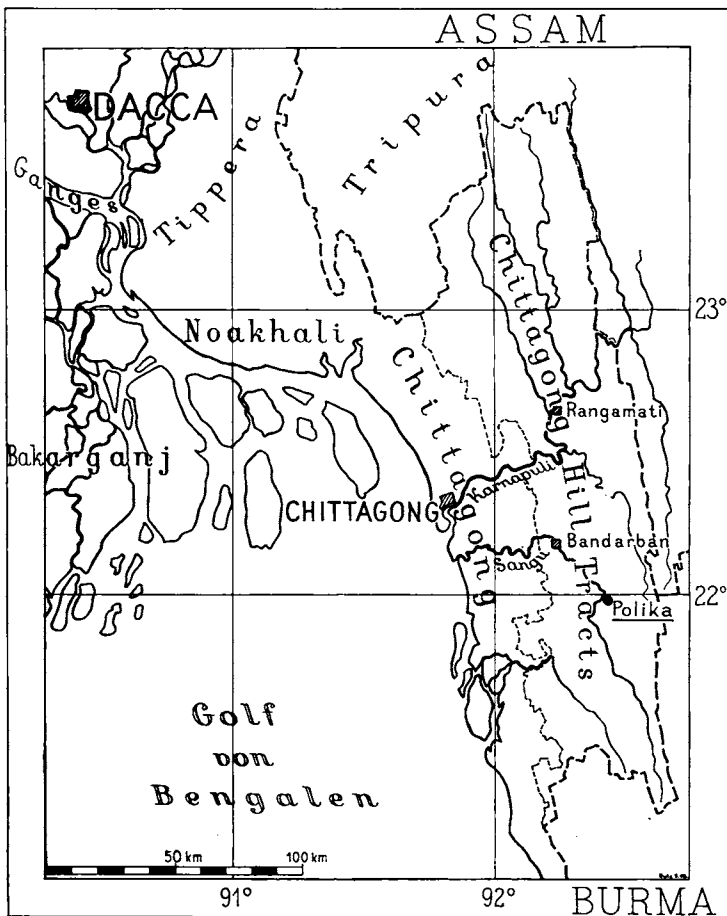 ASSAM
DACCA
Ganges
Tippera
Tripura
Noakhali
Chittagong
Chittagong Hill Tracts
23°
Rangamati
Bakarganj
Karnapuli
CHITTAGONG
Bandarban
Sangu
22°
Polika
Golf
von
Bengalen
50 km
100 km
91°
92°
BURMA